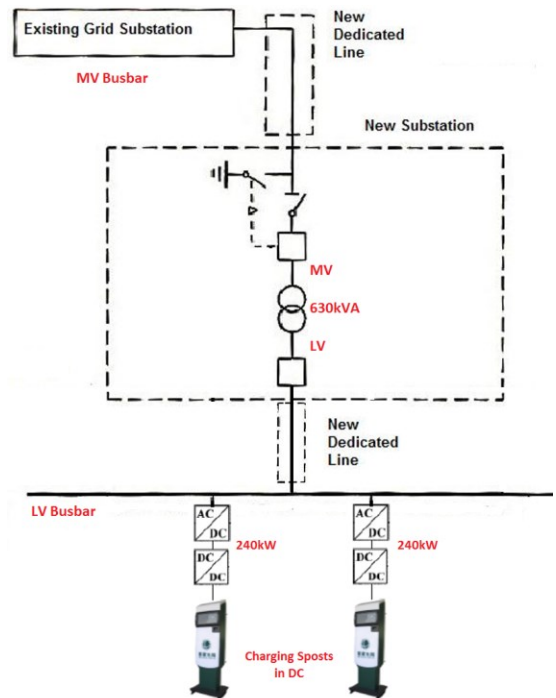 Existing Grid Substation
MV Busbar
New
Dedicated
Line
New Substation
MV
630kVA
LV
New
Dedicated
Line
LV Busbar
AC
DC
240kW
DC
DC
AC
DC
240kW
DC
DC
Charging Sposts
in DC